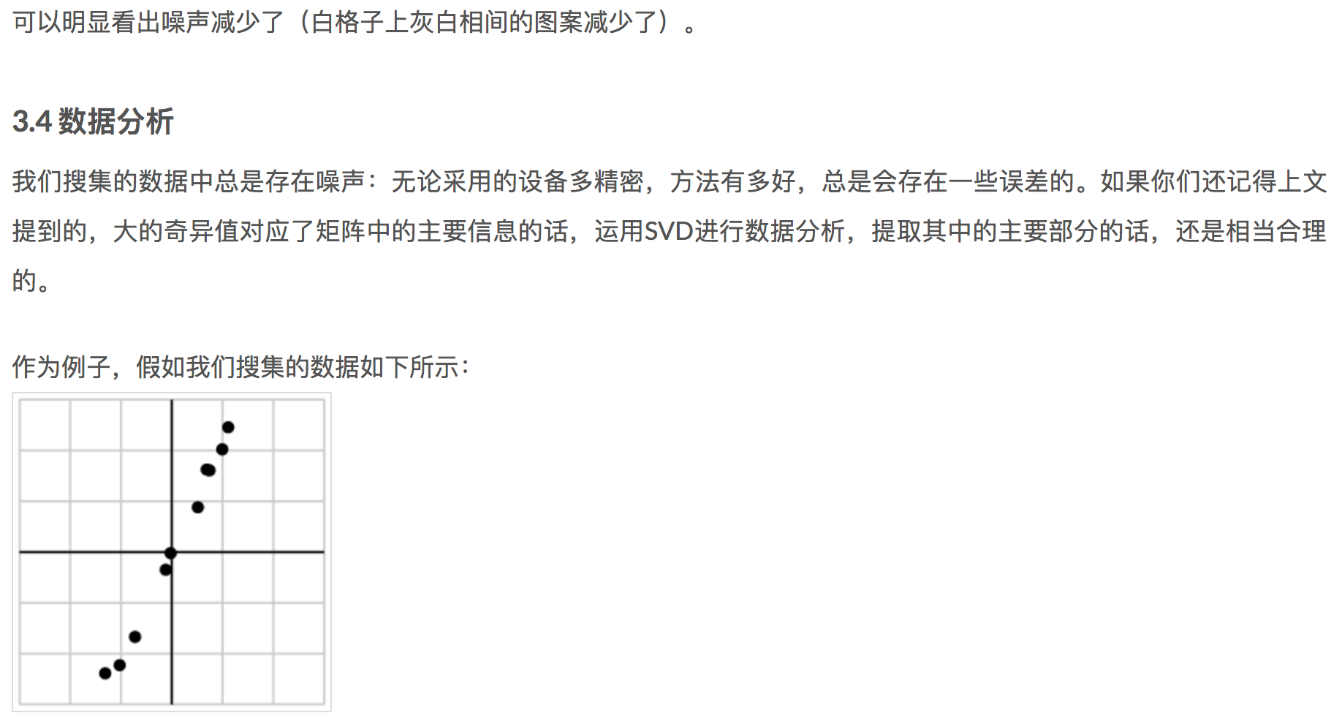 可以明显看出噪声减少了（白格子上灰白相间的图案减少了）。
3.4 数据分析
我们搜集的数据中总是存在噪声：无论采用的设备多精密，方法有多好，总是会存在一些误差的。如果你们还记得上文
提到的，大的奇异值对应了矩阵中的主要信息的话，运用SVD进行数据分析，提取其中的主要部分的话，还是相当合理
的。
作为例子，假如我们搜集的数据如下所示：